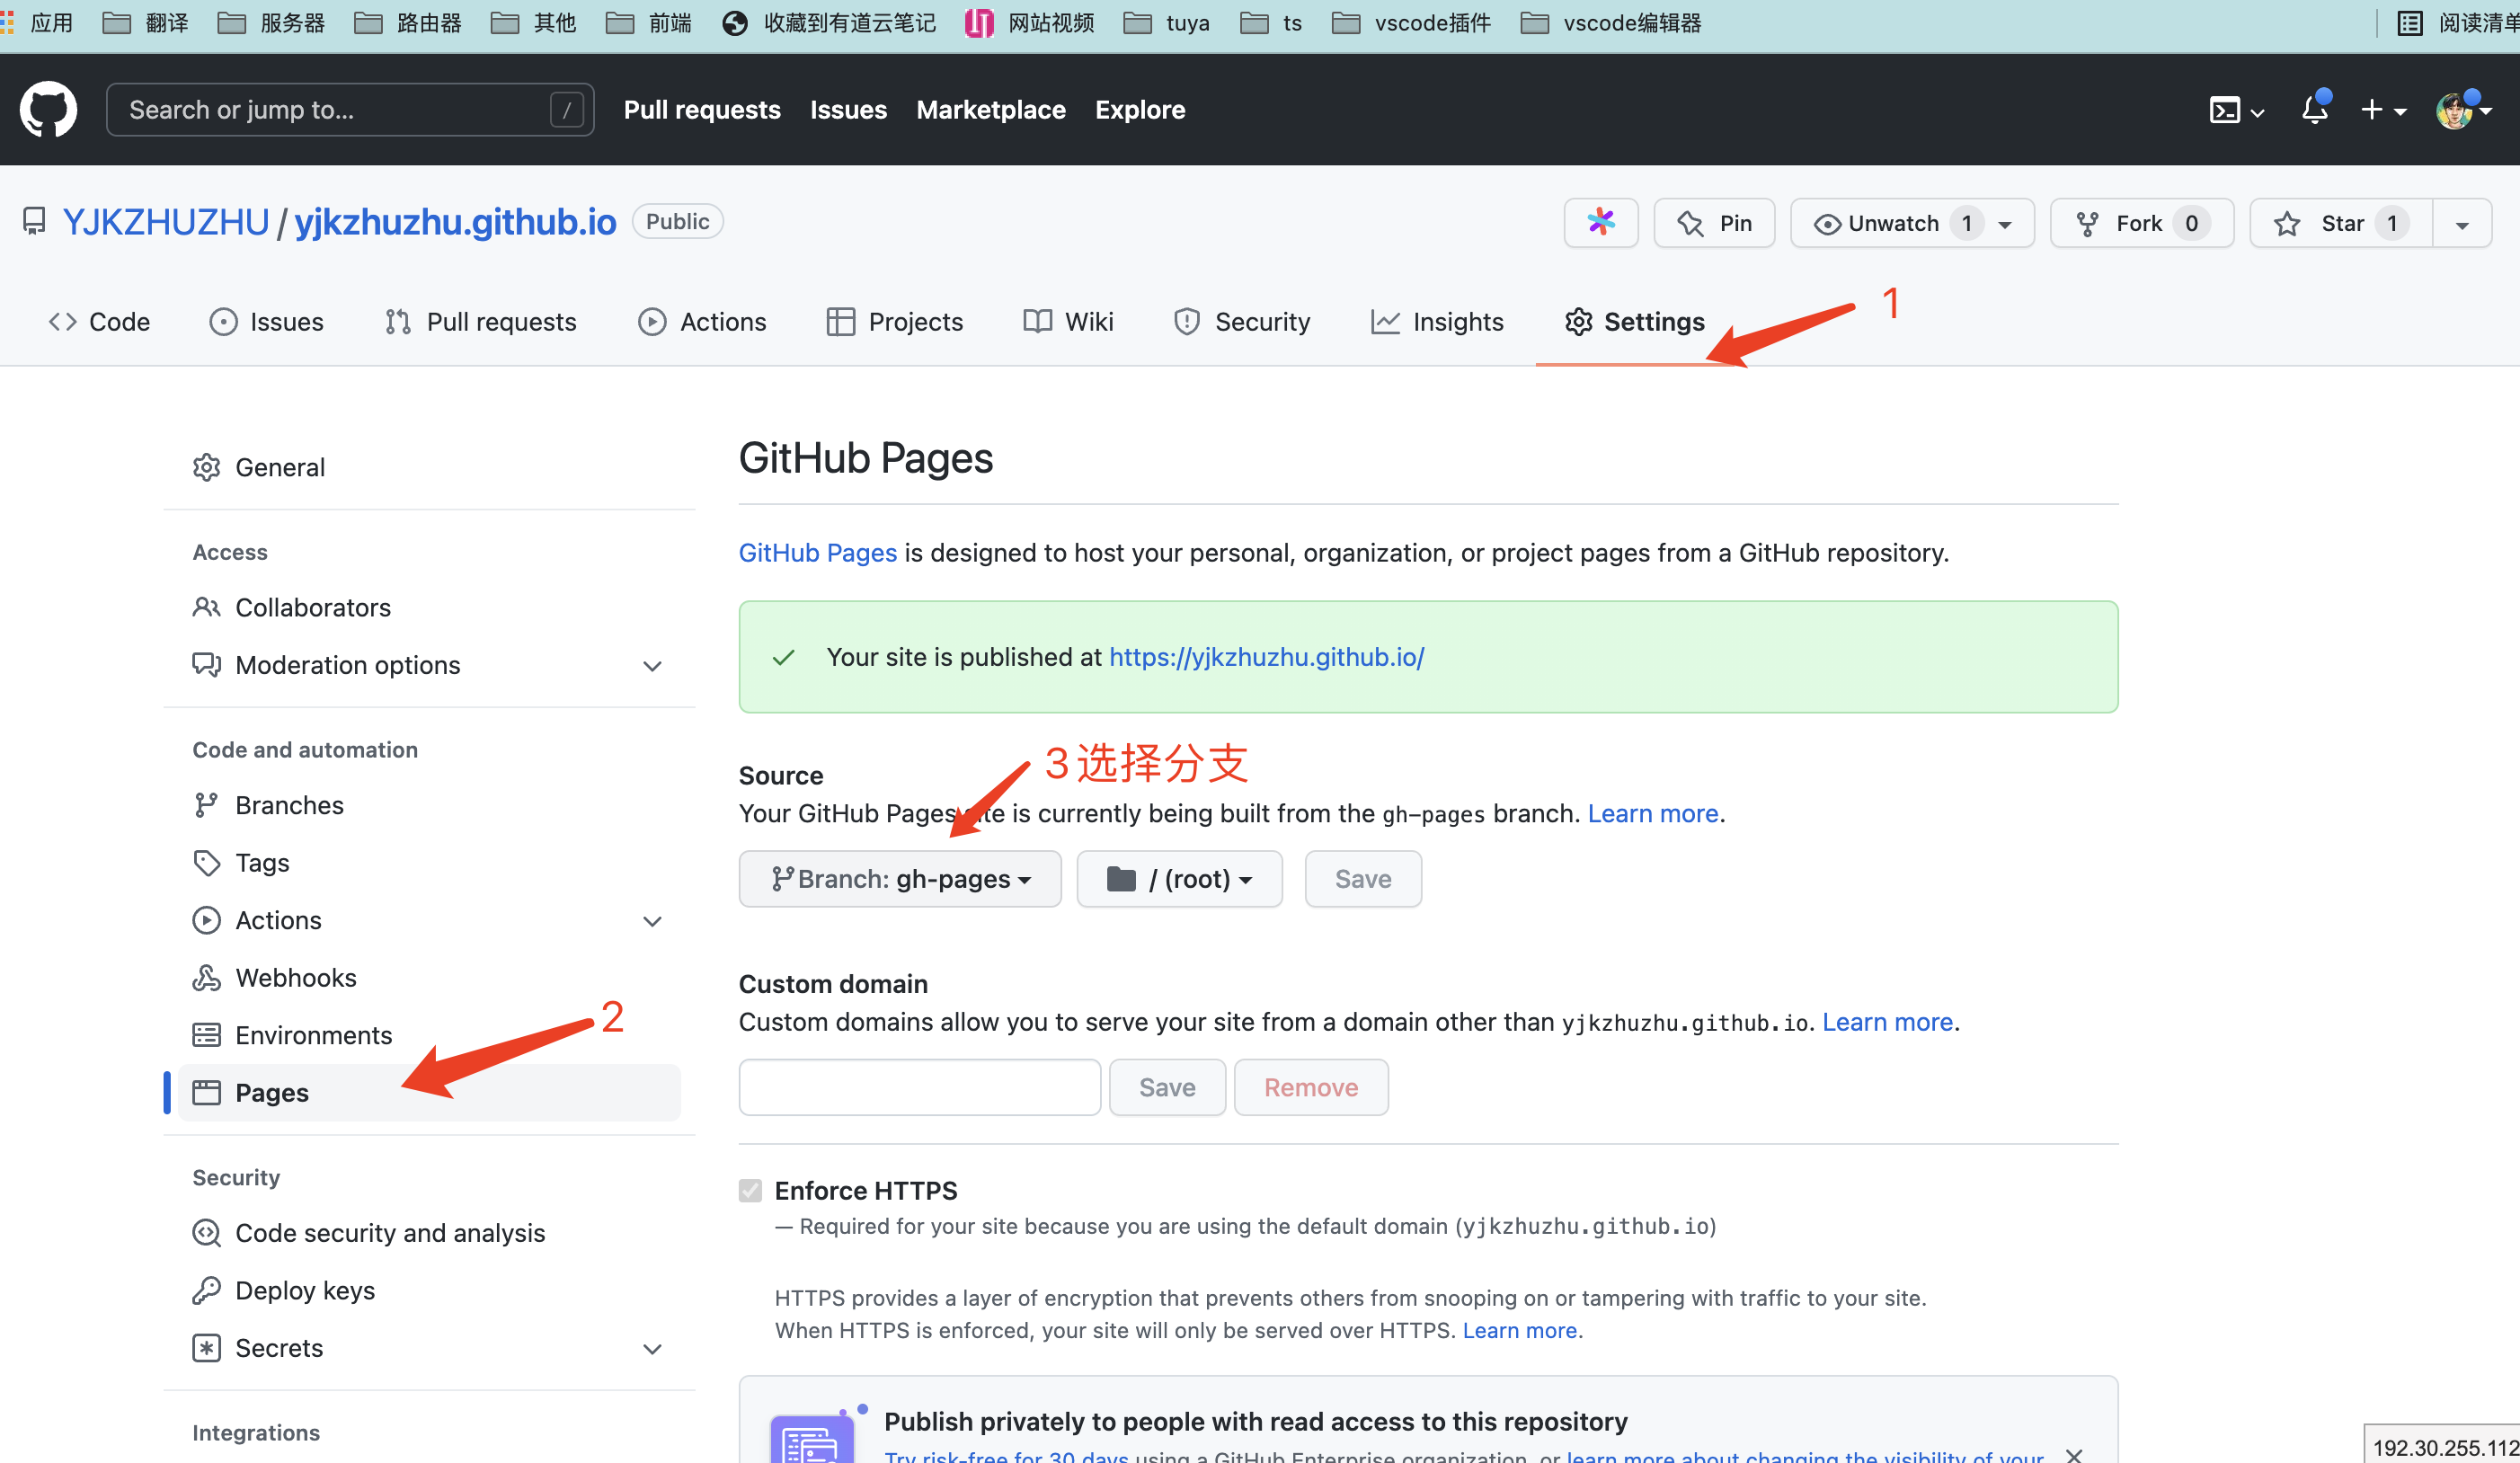 应用 翻译 服务器 路由器 其他 前端 收藏到有道云笔记 网站视频 tuya ts vscode插件 vscode编辑器 阅读清单
Search or jump to... / Pull requests Issues Marketplace Explore
YJKZHUZHU / yjkzhuzhu.github.io Public Pin Unwatch 1 Fork 0 Star 1
1
Code Issues Pull requests Actions Projects Wiki Security Insights Settings
General
Access
Collaborators
Moderation options
Code and automation
Branches
Tags
Actions
Webhooks
Environments
2
Pages
Security
Code security and analysis
Deploy keys
Secrets
Integrations
GitHub Pages
GitHub Pages is designed to host your personal, organization, or project pages from a GitHub repository.
Your site is published at https://yjkzhuzhu.github.io/
3选择分支
Source
Your GitHub Pages site is currently being built from the gh-pages branch. Learn more.
Branch: gh-pages / (root) Save
Custom domain
Custom domains allow you to serve your site from a domain other than yjkzhuzhu.github.io. Learn more.
Save Remove
Enforce HTTPS
— Required for your site because you are using the default domain (yjkzhuzhu.github.io)
HTTPS provides a layer of encryption that prevents others from snooping on or tampering with traffic to your site.
When HTTPS is enforced, your site will only be served over HTTPS. Learn more.
Publish privately to people with read access to this repository
Try risk-free for 30 days using a GitHub Enterprise organization, or learn more about changing the visibility of your
192.30.255.112